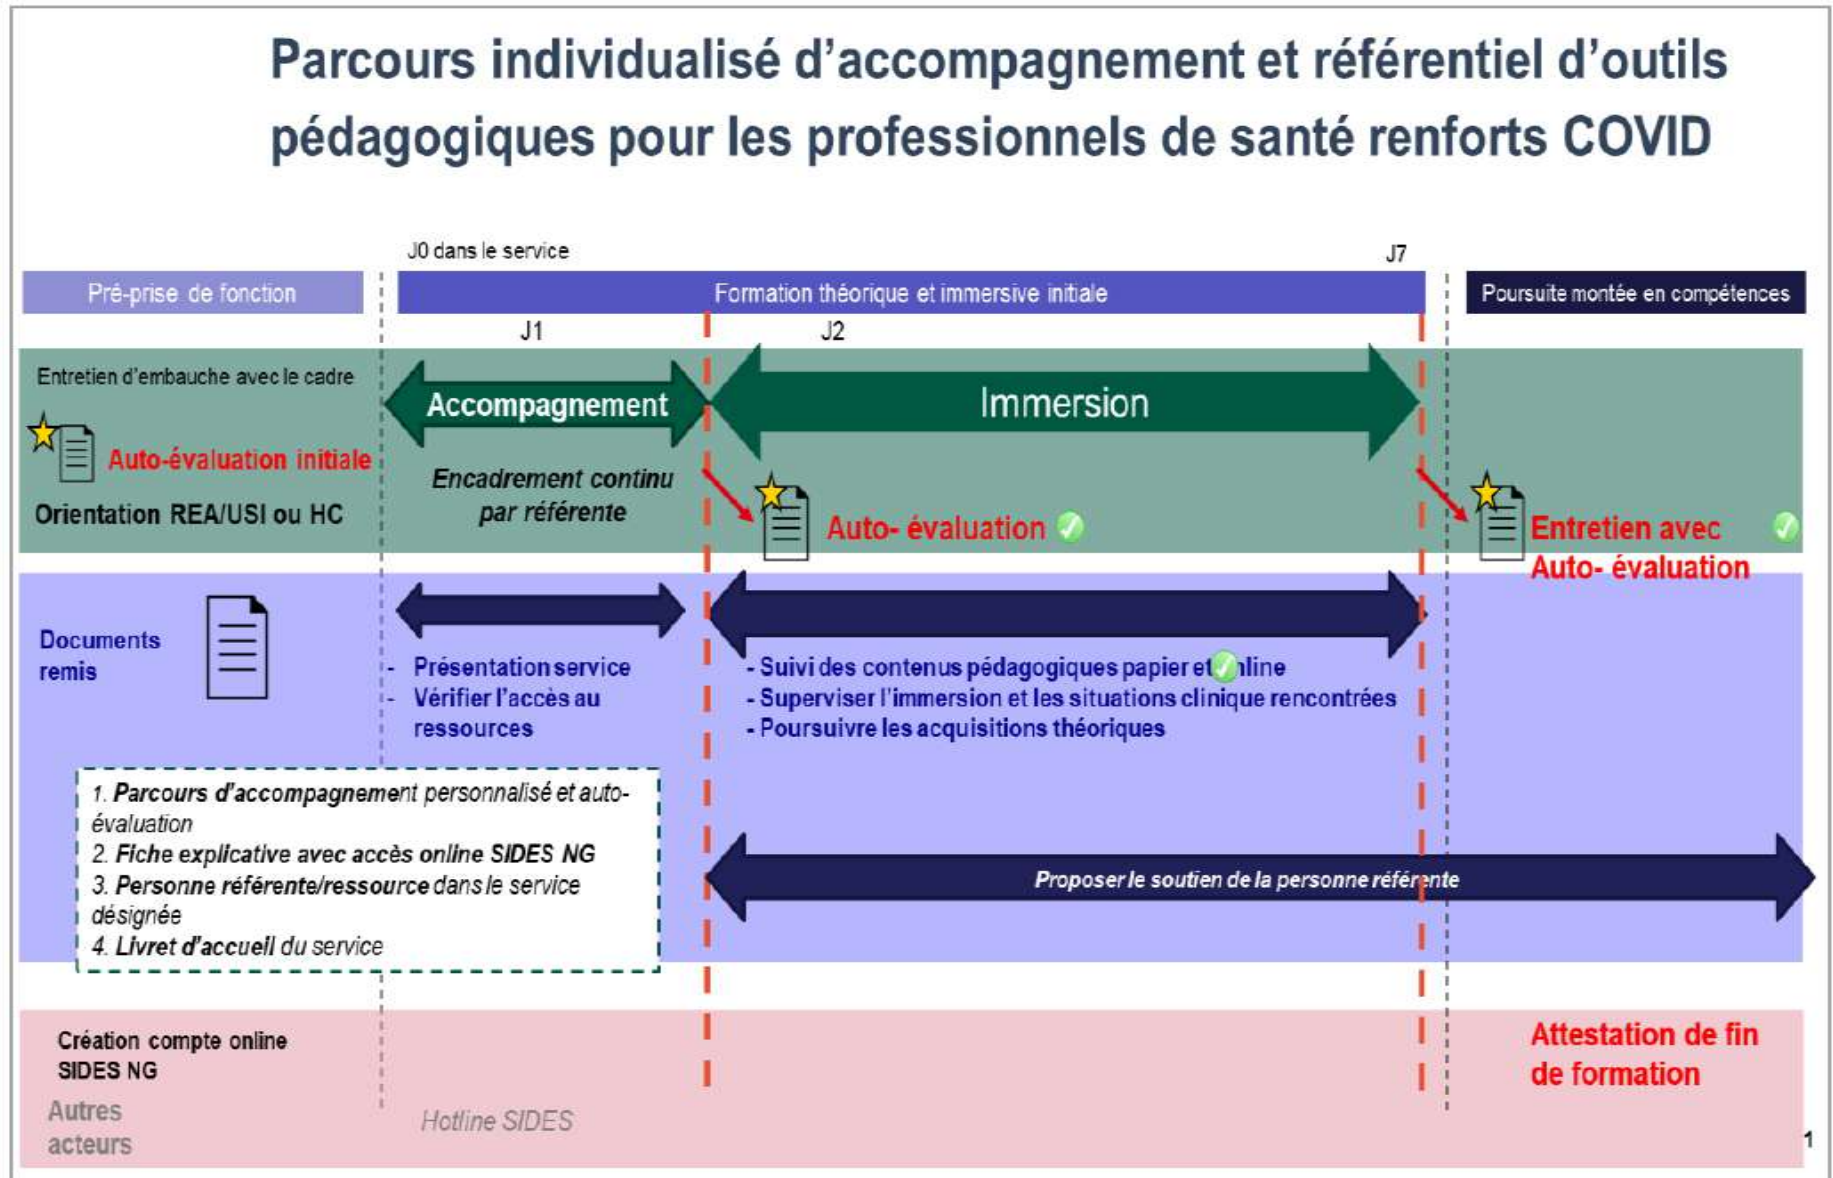 Parcours individualisé d'accompagnement et référentiel d'outils
pédagogiques pour les professionnels de santé renforts COVID
J0 dans le service
J7
Pré-prise de fonction
Formation théorique et immersive initiale
Poursuite montée en compétences
J1
J2
Entretien d'embauche avec le cadre
Accompagnement
Immersion
Auto-évaluation initiale
Orientation REA/USI ou HC
Encadrement continu
par référente
Auto- évaluation
Entretien avec
Auto- évaluation
Documents
remis
- Présentation service
- Vérifier l'accès au
ressources
- Suivi des contenus pédagogiques papier et nline
- Superviser l'immersion et les situations clinique rencontrées
- Poursuivre les acquisitions théoriques
1. Parcours d'accompagnement personnalisé et auto-
évaluation
2. Fiche explicative avec accès online SIDES NG
3. Personne référente/ressource dans le service
désignée
4. Livret d'accueil du service
Proposer le soutien de la personne référente
Création compte online
SIDES NG
Attestation de fin
de formation
Autres
acteurs
Hotline SIDES
1